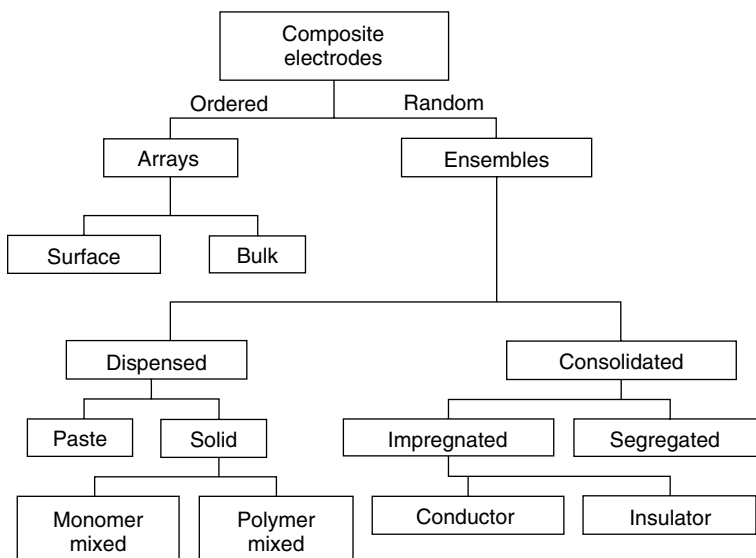 Composite
electrodes
Ordered
Random
Arrays
Ensembles
Surface
Bulk
Dispensed
Consolidated
Paste
Solid
Impregnated
Segregated
Monomer
mixed
Polymer
mixed
Conductor
Insulator